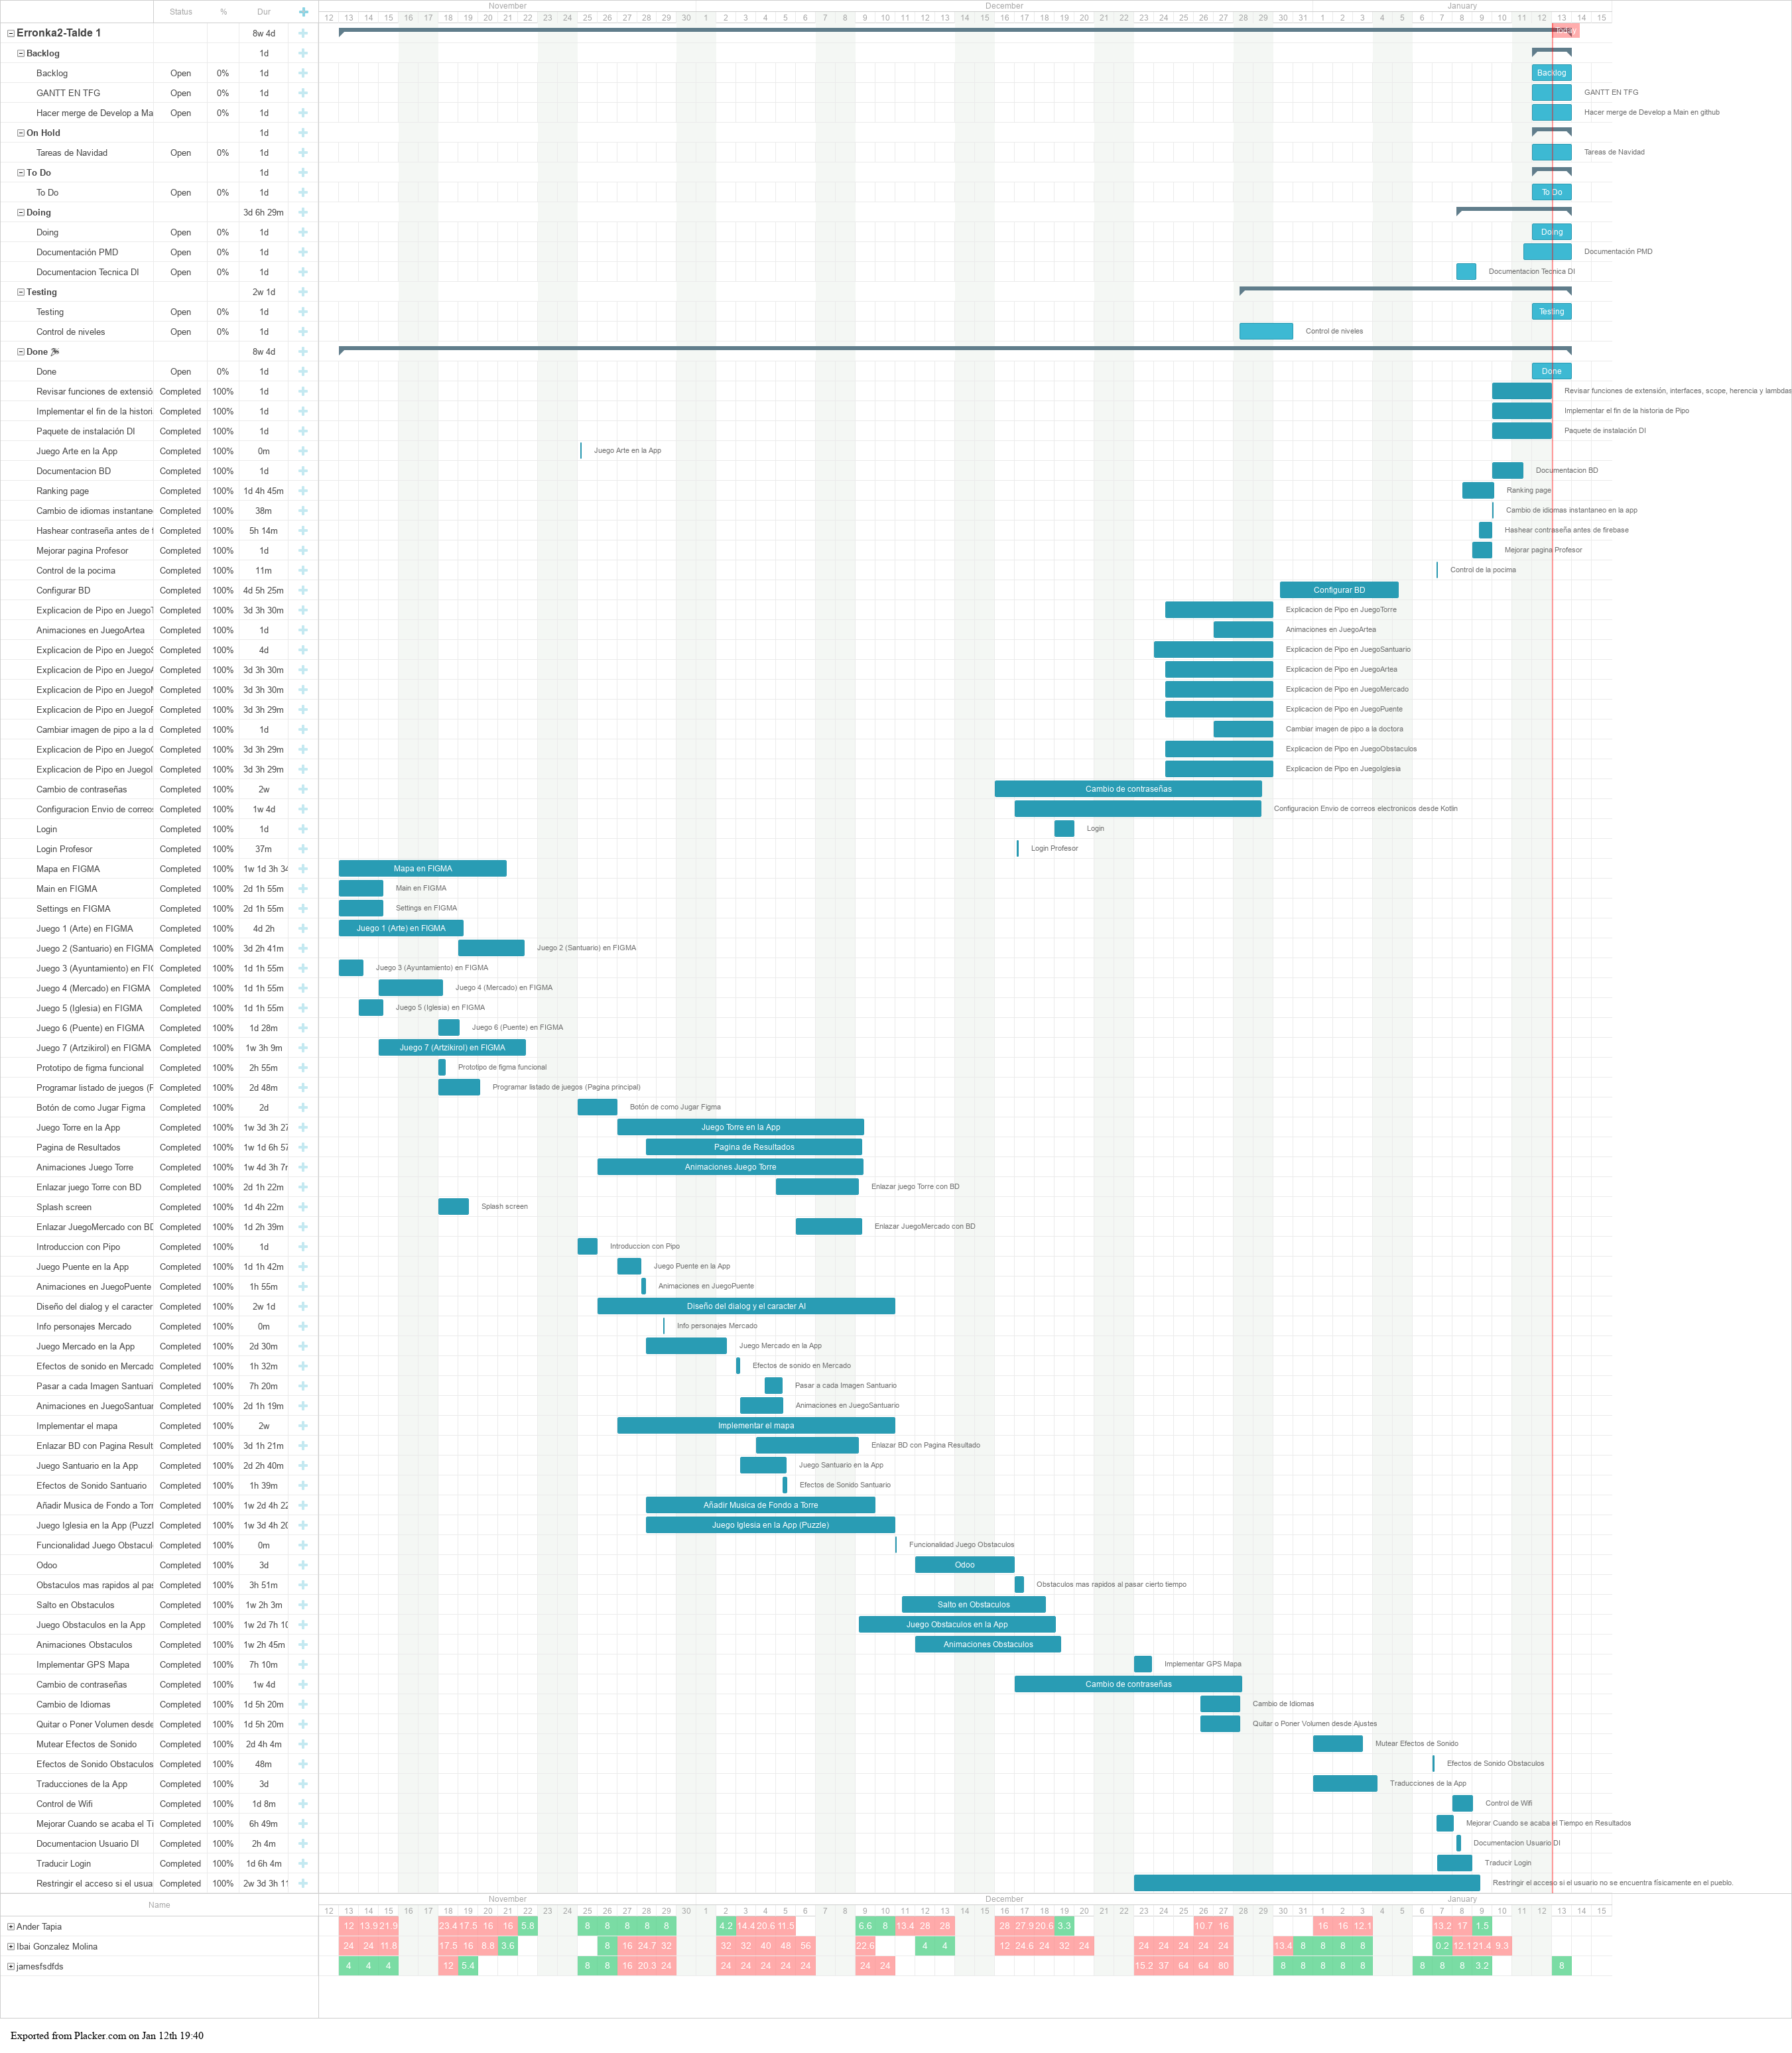 November December January
Status % Dur 12 13 14 15 16 17 18 19 20 21 22 23 24 25 26 27 28 29 30 1 2 3 4 5 6 7 8 9 10 11 12 13 14 15 16 17 18 19 20 21 22 23 24 25 26 27 28 29 30 31 1 2 3 4 5 6 7 8 9 10 11 12 13 14 15
Erronka2-Talde 1 8w 4d
Backlog 1d
Backlog Open 0% 1d Backlog
GANTT EN TFG Open 0% 1d GANTT EN TFG
Hacer merge de Develop a Ma Open 0% 1d Hacer merge de Develop a Main en github
On Hold 1d
Tareas de Navidad Open 0% 1d Tareas de Navidad
To Do 1d
To Do Open 0% 1d To Do
Doing 3d 6h 29m
Doing Open 0% 1d Doing
Documentación PMD Open 0% 1d Documentación PMD
Documentacion Tecnica DI Open 0% 1d Documentacion Tecnica DI
Testing 2w 1d
Testing Open 0% 1d Testing
Control de niveles Open 0% 1d Control de niveles
Done 8w 4d
Done Open 0% 1d Done
Revisar funciones de extensió Completed 100% 1d Revisar funciones de extensión, interfaces, scope, herencia y lambdas
Implementar el fin de la histori Completed 100% 1d Implementar el fin de la historia de Pipo
Paquete de instalación DI Completed 100% 1d Paquete de instalación DI
Juego Arte en la App Completed 100% 0m Juego Arte en la App
Documentacion BD Completed 100% 1d Documentacion BD
Ranking page Completed 100% 1d 4h 45m Ranking page
Cambio de idiomas instantane Completed 100% 38m Cambio de idiomas instantaneo en la app
Hashear contraseña antes de f Completed 100% 5h 14m Hashear contraseña antes de firebase
Mejorar pagina Profesor Completed 100% 1d Mejorar pagina Profesor
Control de la pocima Completed 100% 11m Control de la pocima
Configurar BD Completed 100% 4d 5h 25m Configurar BD
Explicacion de Pipo en JuegoT Completed 100% 3d 3h 30m Explicacion de Pipo en JuegoTorre
Animaciones en JuegoArtea Completed 100% 1d Animaciones en JuegoArtea
Explicacion de Pipo en JuegoS Completed 100% 4d Explicacion de Pipo en JuegoSantuario
Explicacion de Pipo en JuegoA Completed 100% 3d 3h 30m Explicacion de Pipo en JuegoArtea
Explicacion de Pipo en JuegoM Completed 100% 3d 3h 30m Explicacion de Pipo en JuegoMercado
Explicacion de Pipo en JuegoP Completed 100% 3d 3h 29m Explicacion de Pipo en JuegoPuente
Cambiar imagen de pipo a la d Completed 100% 1d Cambiar imagen de pipo a la doctora
Explicacion de Pipo en JuegoO Completed 100% 3d 3h 29m Explicacion de Pipo en JuegoObstaculos
Explicacion de Pipo en JuegoI Completed 100% 3d 3h 29m Explicacion de Pipo en JuegoIglesia
Cambio de contraseñas Completed 100% 2w Cambio de contraseñas
Configuracion Envio de correos Completed 100% 1w 4d Configuracion Envio de correos electronicos desde Kotlin
Login Completed 100% 1d Login
Login Profesor Completed 100% 37m Login Profesor
Mapa en FIGMA Completed 100% 1w 1d 3h 34 Mapa en FIGMA
Main en FIGMA Completed 100% 2d 1h 55m Main en FIGMA
Settings en FIGMA Completed 100% 2d 1h 55m Settings en FIGMA
Juego 1 (Arte) en FIGMA Completed 100% 4d 2h Juego 1 (Arte) en FIGMA
Juego 2 (Santuario) en FIGMA Completed 100% 3d 2h 41m Juego 2 (Santuario) en FIGMA
Juego 3 (Ayuntamiento) en FIG Completed 100% 1d 1h 55m Juego 3 (Ayuntamiento) en FIGMA
Juego 4 (Mercado) en FIGMA Completed 100% 1d 1h 55m Juego 4 (Mercado) en FIGMA
Juego 5 (Iglesia) en FIGMA Completed 100% 1d 1h 55m Juego 5 (Iglesia) en FIGMA
Juego 6 (Puente) en FIGMA Completed 100% 1d 28m Juego 6 (Puente) en FIGMA
Juego 7 (Artzikirol) en FIGMA Completed 100% 1w 3h 9m Juego 7 (Artzikirol) en FIGMA
Prototipo de figma funcional Completed 100% 2h 55m Prototipo de figma funcional
Programar listado de juegos (P Completed 100% 2d 48m Programar listado de juegos (Pagina principal)
Botón de como Jugar Figma Completed 100% 2d Botón de como Jugar Figma
Juego Torre en la App Completed 100% 1w 3d 3h 27 Juego Torre en la App
Pagina de Resultados Completed 100% 1w 1d 6h 57 Pagina de Resultados
Animaciones Juego Torre Completed 100% 1w 4d 3h 7m Animaciones Juego Torre
Enlazar juego Torre con BD Completed 100% 2d 1h 22m Enlazar juego Torre con BD
Splash screen Completed 100% 1d 4h 22m Splash screen
Enlazar JuegoMercado con BD Completed 100% 1d 2h 39m Enlazar JuegoMercado con BD
Introduccion con Pipo Completed 100% 1d Introduccion con Pipo
Juego Puente en la App Completed 100% 1d 1h 42m Juego Puente en la App
Animaciones en JuegoPuente Completed 100% 1h 55m Animaciones en JuegoPuente
Diseño del dialog y el caracter Completed 100% 2w 1d Diseño del dialog y el caracter AI
Info personajes Mercado Completed 100% 0m Info personajes Mercado
Juego Mercado en la App Completed 100% 2d 30m Juego Mercado en la App
Efectos de sonido en Mercado Completed 100% 1h 32m Efectos de sonido en Mercado
Pasar a cada Imagen Santuari Completed 100% 7h 20m Pasar a cada Imagen Santuario
Animaciones en JuegoSantuar Completed 100% 2d 1h 19m Animaciones en JuegoSantuario
Implementar el mapa Completed 100% 2w Implementar el mapa
Enlazar BD con Pagina Result Completed 100% 3d 1h 21m Enlazar BD con Pagina Resultado
Juego Santuario en la App Completed 100% 2d 2h 40m Juego Santuario en la App
Efectos de Sonido Santuario Completed 100% 1h 39m Efectos de Sonido Santuario
Añadir Musica de Fondo a Torr Completed 100% 1w 2d 4h 22 Añadir Musica de Fondo a Torre
Juego Iglesia en la App (Puzzl Completed 100% 1w 3d 4h 20 Juego Iglesia en la App (Puzzle)
Funcionalidad Juego Obstacul Completed 100% 0m Funcionalidad Juego Obstaculos
Odoo Completed 100% 3d Odoo
Obstaculos mas rapidos al pas Completed 100% 3h 51m Obstaculos mas rapidos al pasar cierto tiempo
Salto en Obstaculos Completed 100% 1w 2h 3m Salto en Obstaculos
Juego Obstaculos en la App Completed 100% 1w 2d 7h 10 Juego Obstaculos en la App
Animaciones Obstaculos Completed 100% 1w 2h 45m Animaciones Obstaculos
Implementar GPS Mapa Completed 100% 7h 10m Implementar GPS Mapa
Cambio de contraseñas Completed 100% 1w 4d Cambio de contraseñas
Cambio de Idiomas Completed 100% 1d 5h 20m Cambio de Idiomas
Quitar o Poner Volumen desde Completed 100% 1d 5h 20m Quitar o Poner Volumen desde Ajustes
Mutear Efectos de Sonido Completed 100% 2d 4h 4m Mutear Efectos de Sonido
Efectos de Sonido Obstaculos Completed 100% 48m Efectos de Sonido Obstaculos
Traducciones de la App Completed 100% 3d Traducciones de la App
Control de Wifi Completed 100% 1d 8m Control de Wifi
Mejorar Cuando se acaba el Ti Completed 100% 6h 49m Mejorar Cuando se acaba el Tiempo en Resultados
Documentacion Usuario DI Completed 100% 2h 4m Documentacion Usuario DI
Traducir Login Completed 100% 1d 6h 4m Traducir Login
Restringir el acceso si el usua Completed 100% 2w 3d 3h 11 Restringir el acceso si el usuario no se encuentra físicamente en el pueblo.
November December January
Name 12 13 14 15 16 17 18 19 20 21 22 23 24 25 26 27 28 29 30 1 2 3 4 5 6 7 8 9 10 11 12 13 14 15 16 17 18 19 20 21 22 23 24 25 26 27 28 29 30 31 1 2 3 4 5 6 7 8 9 10 11 12 13 14 15
Ander Tapia 12 13.9 21.9 23.4 17.5 16 16 5.8 8 8 8 8 8 4.2 14.4 20.6 11.5 6.6 8 13.4 28 28 28 27.9 20.6 3.3 10.7 16 16 16 12.1 13.2 17 1.5
Ibai Gonzalez Molina 24 24 11.8 17.5 16 8.8 3.6 8 16 24.7 32 32 32 40 48 56 22.6 4 4 12 24.6 24 32 24 24 24 24 24 24 13.4 8 8 8 8 0.2 12.1 21.4 9.3
jamesfsdfds 4 4 4 12 5.4 8 8 16 20.3 24 24 24 24 24 24 24 24 15.2 37 64 64 80 8 8 8 8 8 8 8 8 3.2 8
Exported from Placker.com on Jan 12th 19:40